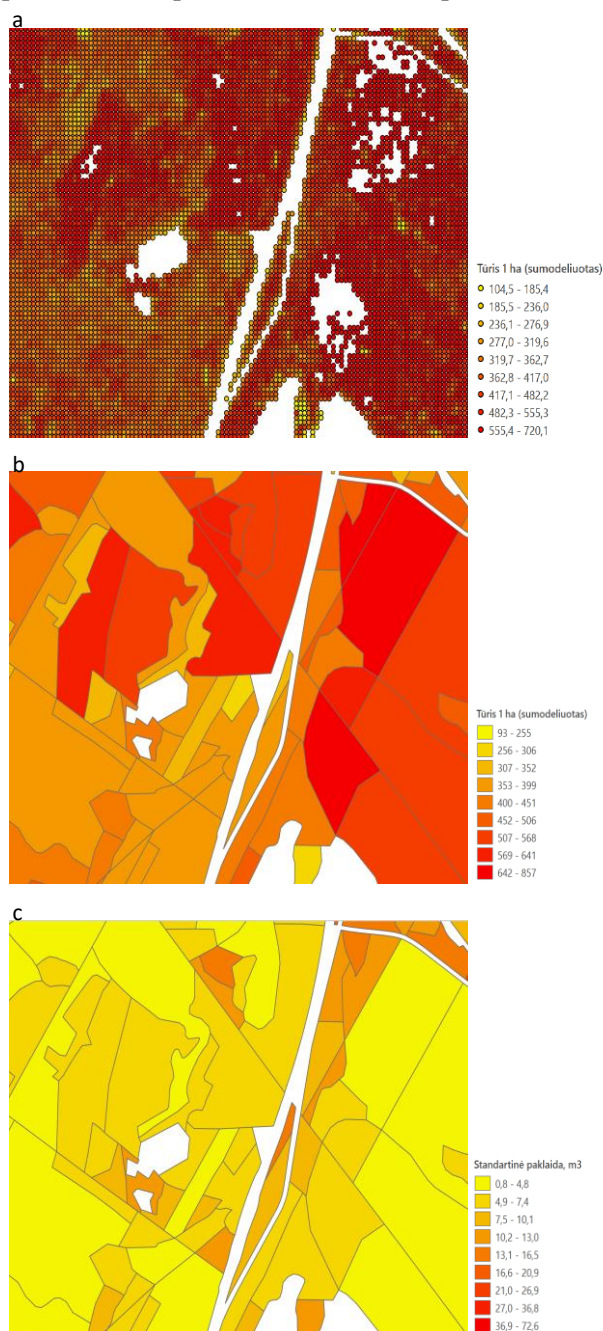 a
Tūris 1 ha (sumodeliuotas)
104,5 - 185,4
185,5 - 236,0
236,1 - 276,9
277,0 - 319,6
319,7 - 362,7
362,8 - 417,0
417,1 - 482,2
482,3 - 555,3
555,4 - 720,1
b
Tūris 1 ha (sumodeliuotas)
93 - 255
256 - 306
307 - 352
353 - 399
400 - 451
452 - 506
507 - 568
569 - 641
642 - 857
c
Standartinė paklaida, m3
0,8 - 4,8
4,9 - 7,4
7,5 - 10,1
10,2 - 13,0
13,1 - 16,5
16,6 - 20,9
21,0 - 26,9
27,0 - 36,8
36,9 - 72,6